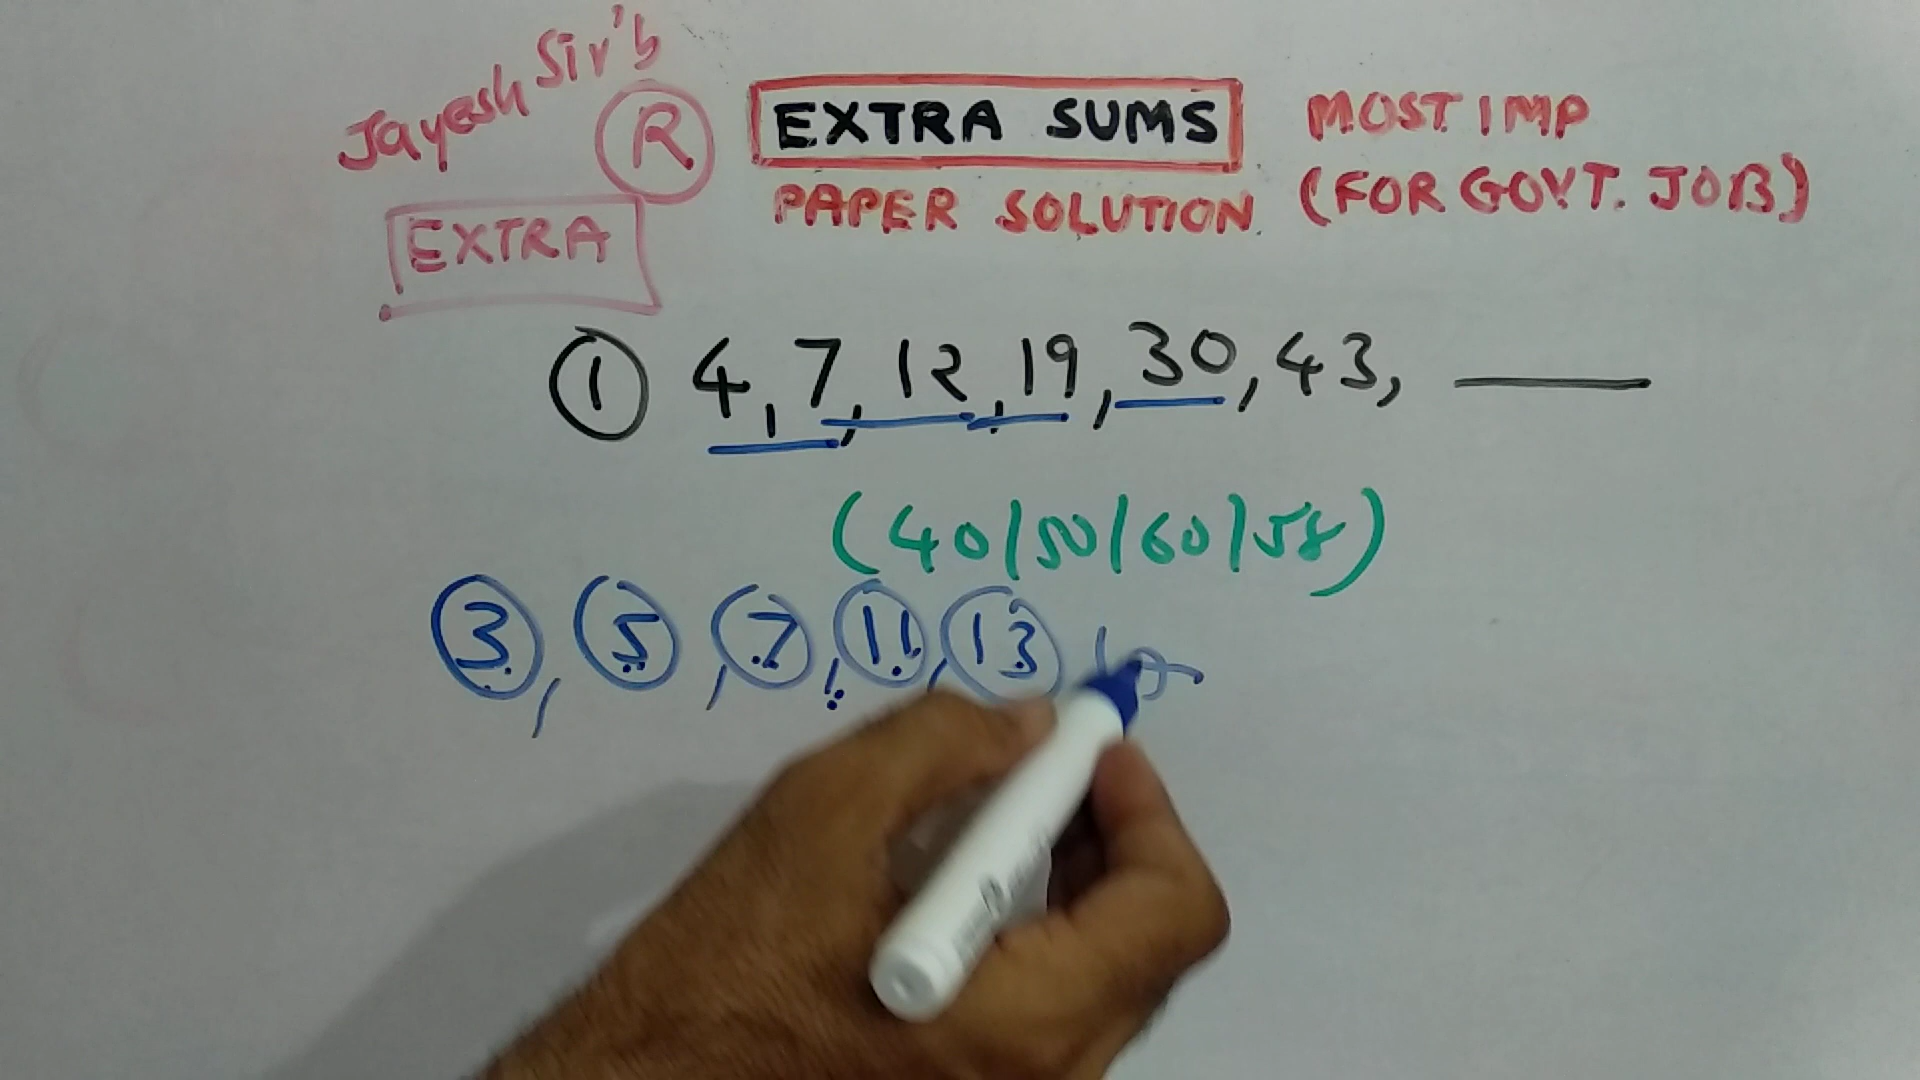 Jayesh Sir's
R
EXTRA
EXTRA SUMS
PAPER SOLUTION
MOST IMP
(FOR GOVT. JOB)
① 4, 7, 12, 19, 30, 43, ___
(40/50/60/58)
3, 5, 7, 11, 13